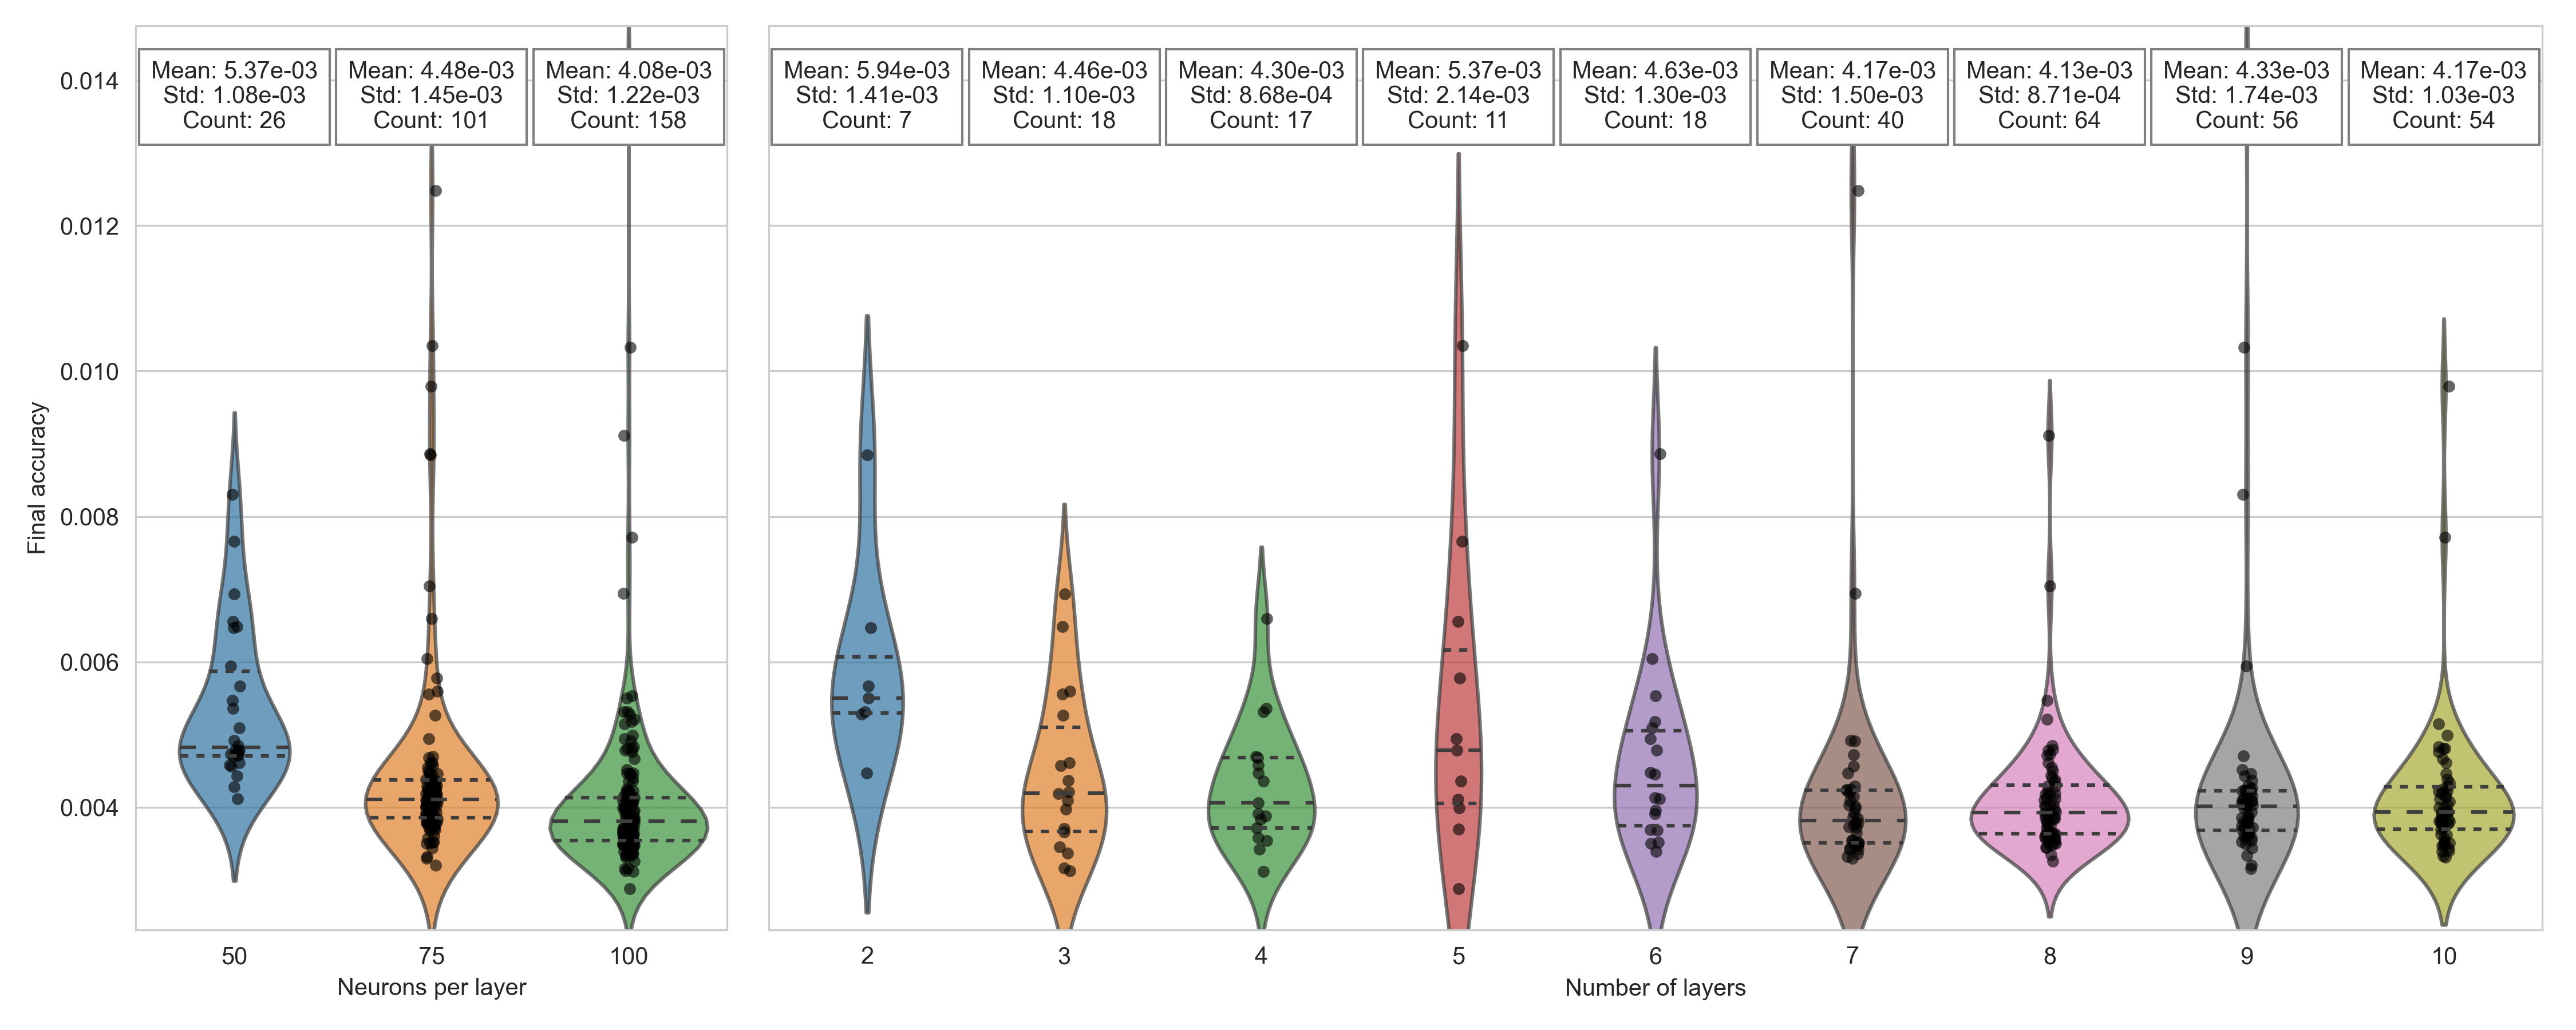 Mean: 5.37e-03
Std: 1.08e-03
Count: 26
Mean: 4.48e-03
Std: 1.45e-03
Count: 101
Mean: 4.08e-03
Std: 1.22e-03
Count: 158
Mean: 5.94e-03
Std: 1.41e-03
Count: 7
Mean: 4.46e-03
Std: 1.10e-03
Count: 18
Mean: 4.30e-03
Std: 8.68e-04
Count: 17
Mean: 5.37e-03
Std: 2.14e-03
Count: 11
Mean: 4.63e-03
Std: 1.30e-03
Count: 18
Mean: 4.17e-03
Std: 1.50e-03
Count: 40
Mean: 4.13e-03
Std: 8.71e-04
Count: 64
Mean: 4.33e-03
Std: 1.74e-03
Count: 56
Mean: 4.17e-03
Std: 1.03e-03
Count: 54
0.014
0.012
0.010
0.008
0.006
0.004
Final accuracy
50 75 100
Neurons per layer
2 3 4 5 6 7 8 9 10
Number of layers